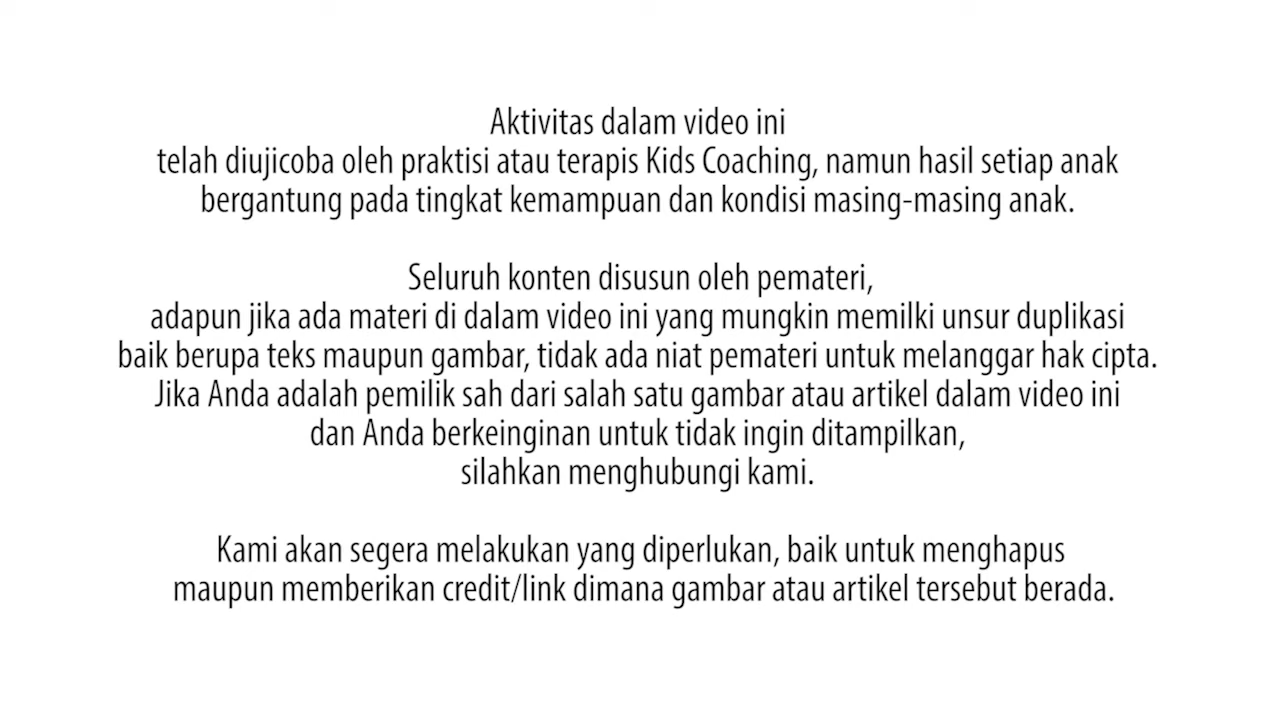 Aktivitas dalam video ini
telah diujicoba oleh praktisi atau terapis Kids Coaching, namun hasil setiap anak
bergantung pada tingkat kemampuan dan kondisi masing-masing anak.
Seluruh konten disusun oleh pemateri,
adapun jika ada materi di dalam video ini yang mungkin memilki unsur duplikasi
baik berupa teks maupun gambar, tidak ada niat pemateri untuk melanggar hak cipta.
Jika Anda adalah pemilik sah dari salah satu gambar atau artikel dalam video ini
dan Anda berkeinginan untuk tidak ingin ditampilkan,
silahkan menghubungi kami.
Kami akan segera melakukan yang diperlukan, baik untuk menghapus
maupun memberikan credit/link dimana gambar atau artikel tersebut berada.